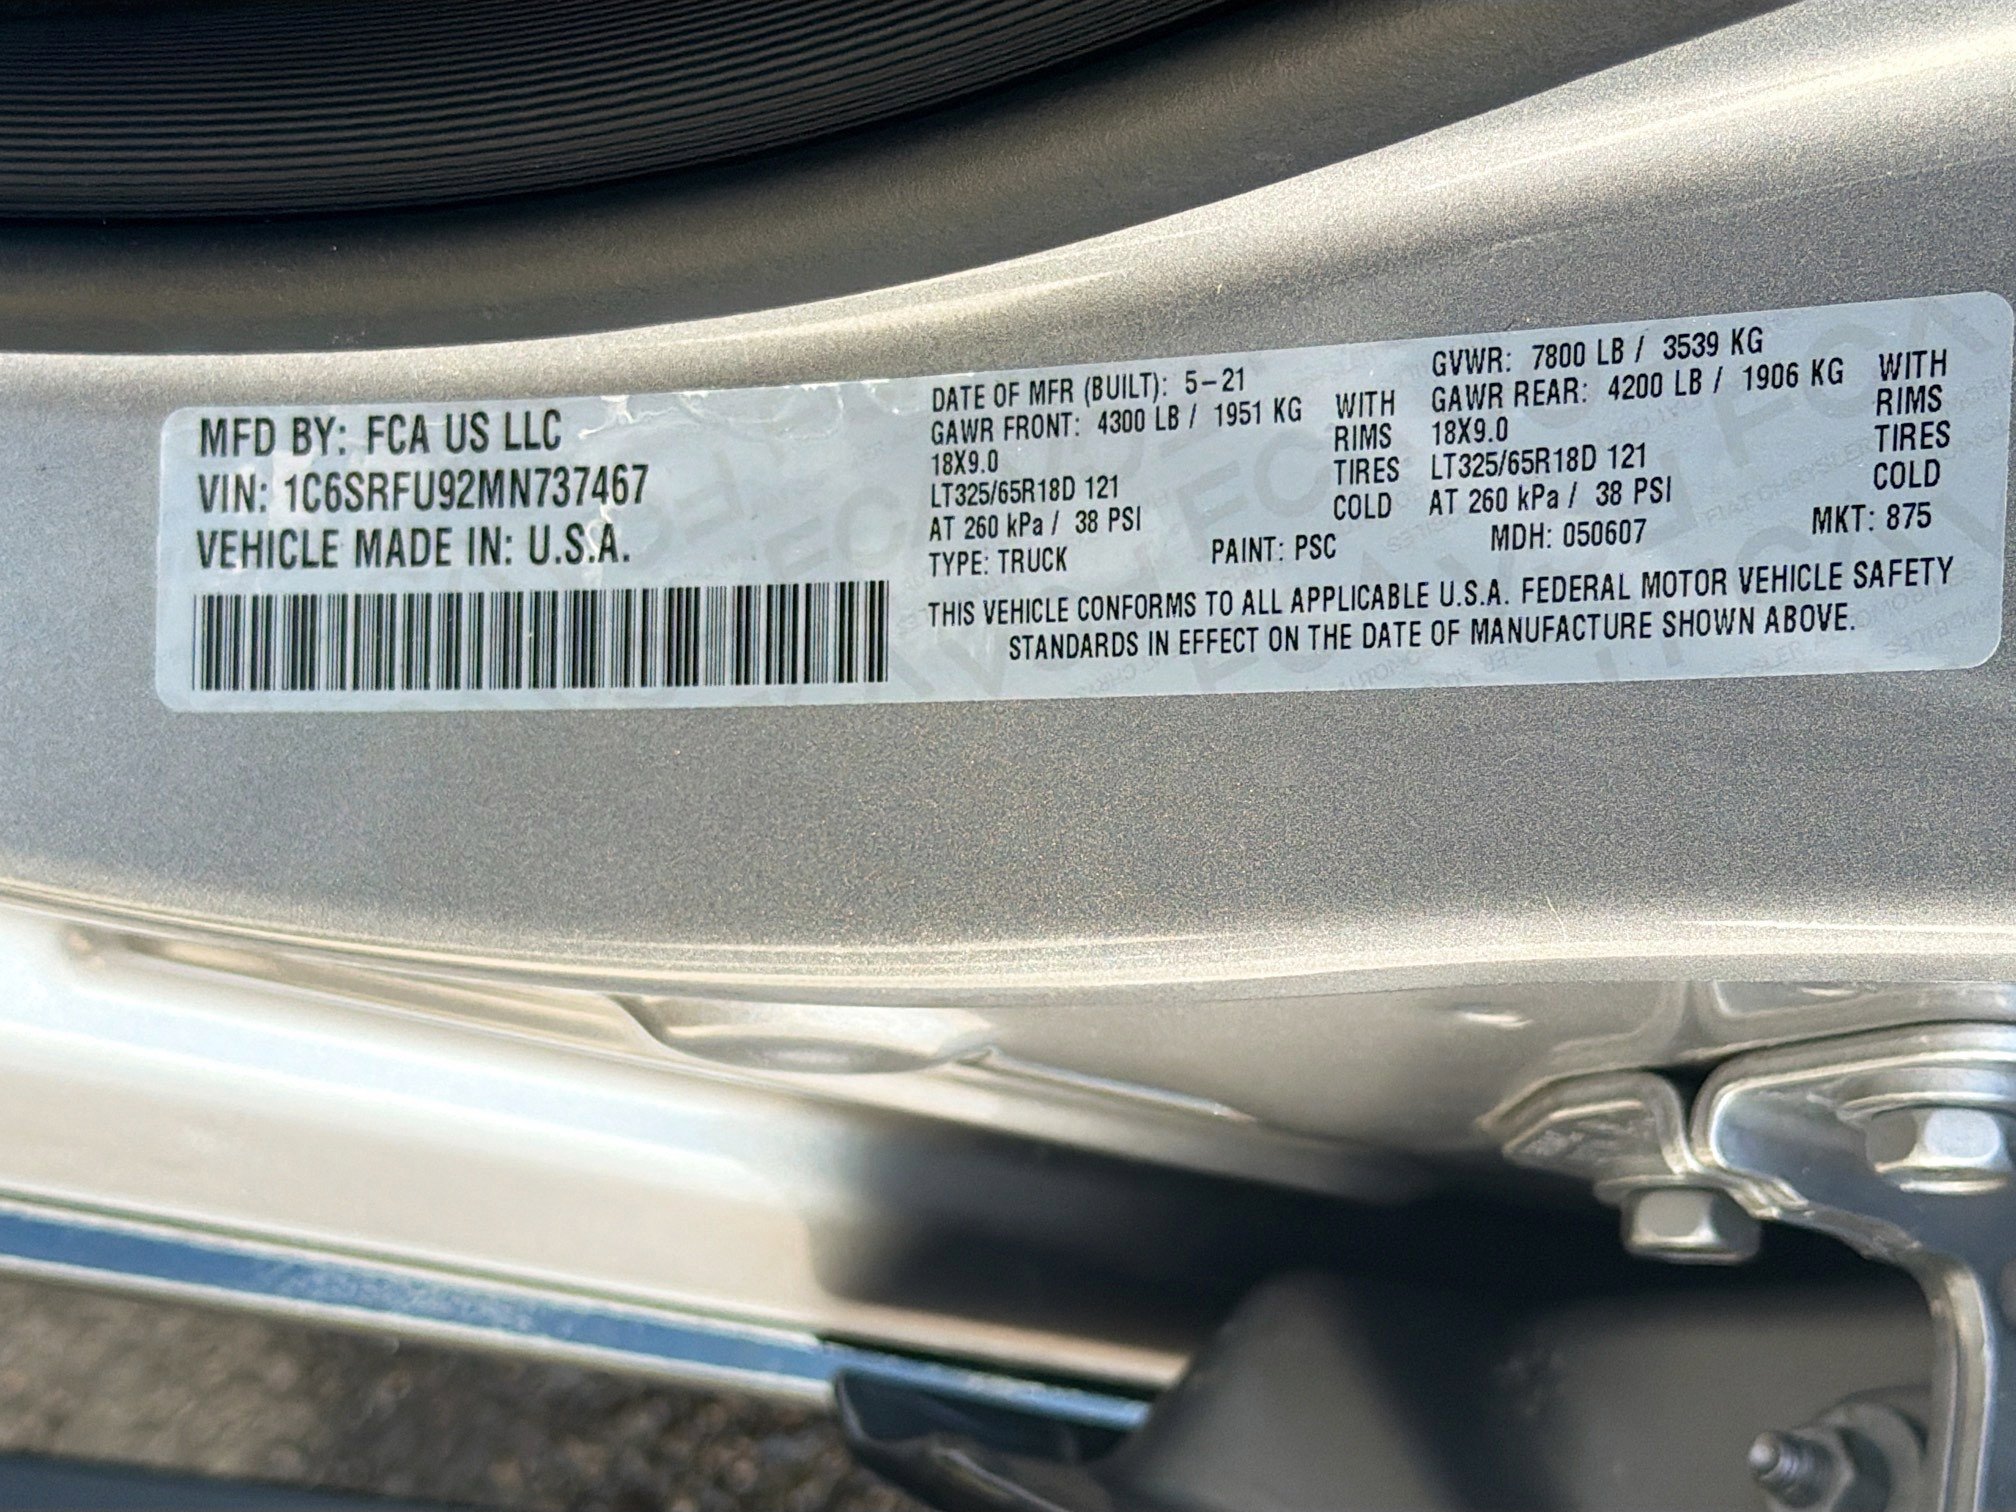 MFD BY: FCA US LLC
VIN: 1C6SRFU92MN737467
VEHICLE MADE IN: U.S.A.
DATE OF MFR (BUILT): 5-21
GVWR: 7800 LB / 3539 KG
GAWR FRONT: 4300 LB / 1951 KG WITH
18X9.0 RIMS
LT325/65R18D 121 TIRES
AT 260 kPa / 38 PSI COLD
GAWR REAR: 4200 LB / 1906 KG WITH
18X9.0 RIMS
LT325/65R18D 121 TIRES
AT 260 kPa / 38 PSI COLD
TYPE: TRUCK PAINT: PSC MDH: 050607 MKT: 875
THIS VEHICLE CONFORMS TO ALL APPLICABLE U.S.A. FEDERAL MOTOR VEHICLE SAFETY
STANDARDS IN EFFECT ON THE DATE OF MANUFACTURE SHOWN ABOVE.